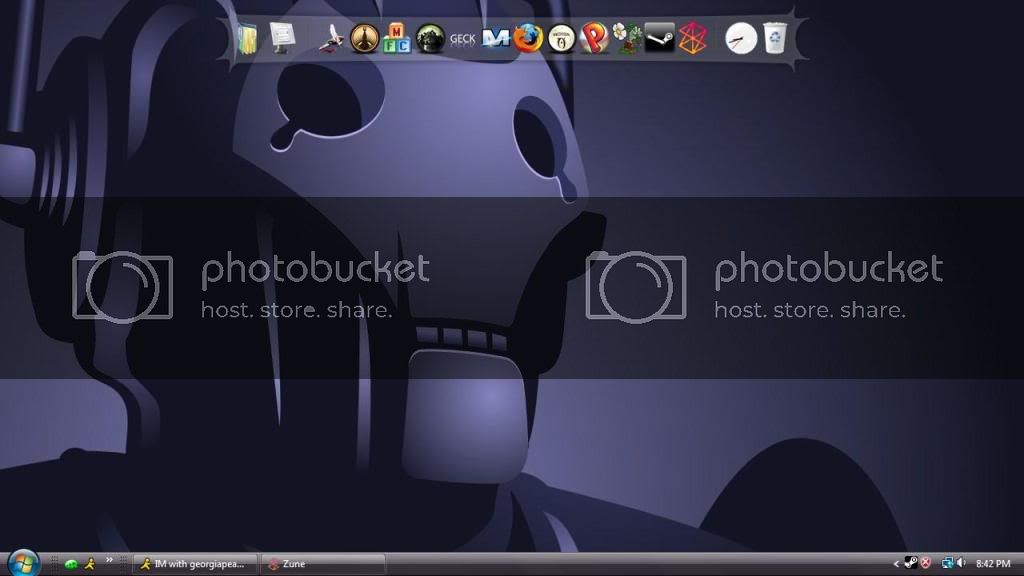 GECK
photobucket
host. store. share.
photobucket
host. store. share.
IM with georgiapea...
Zune
8:42 PM